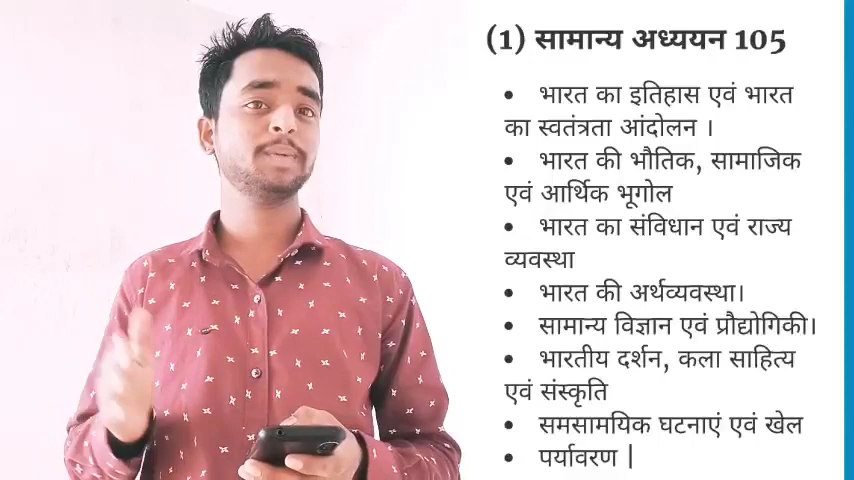 (1) सामान्य अध्ययन 105
• भारत का इतिहास एवं भारत
का स्वतंत्रता आंदोलन ।
• भारत की भौतिक, सामाजिक
एवं आर्थिक भूगोल
• भारत का संविधान एवं राज्य
व्यवस्था
• भारत की अर्थव्यवस्था।
• सामान्य विज्ञान एवं प्रौद्योगिकी।
• भारतीय दर्शन, कला साहित्य
एवं संस्कृति
• समसामयिक घटनाएं एवं खेल
• पर्यावरण |